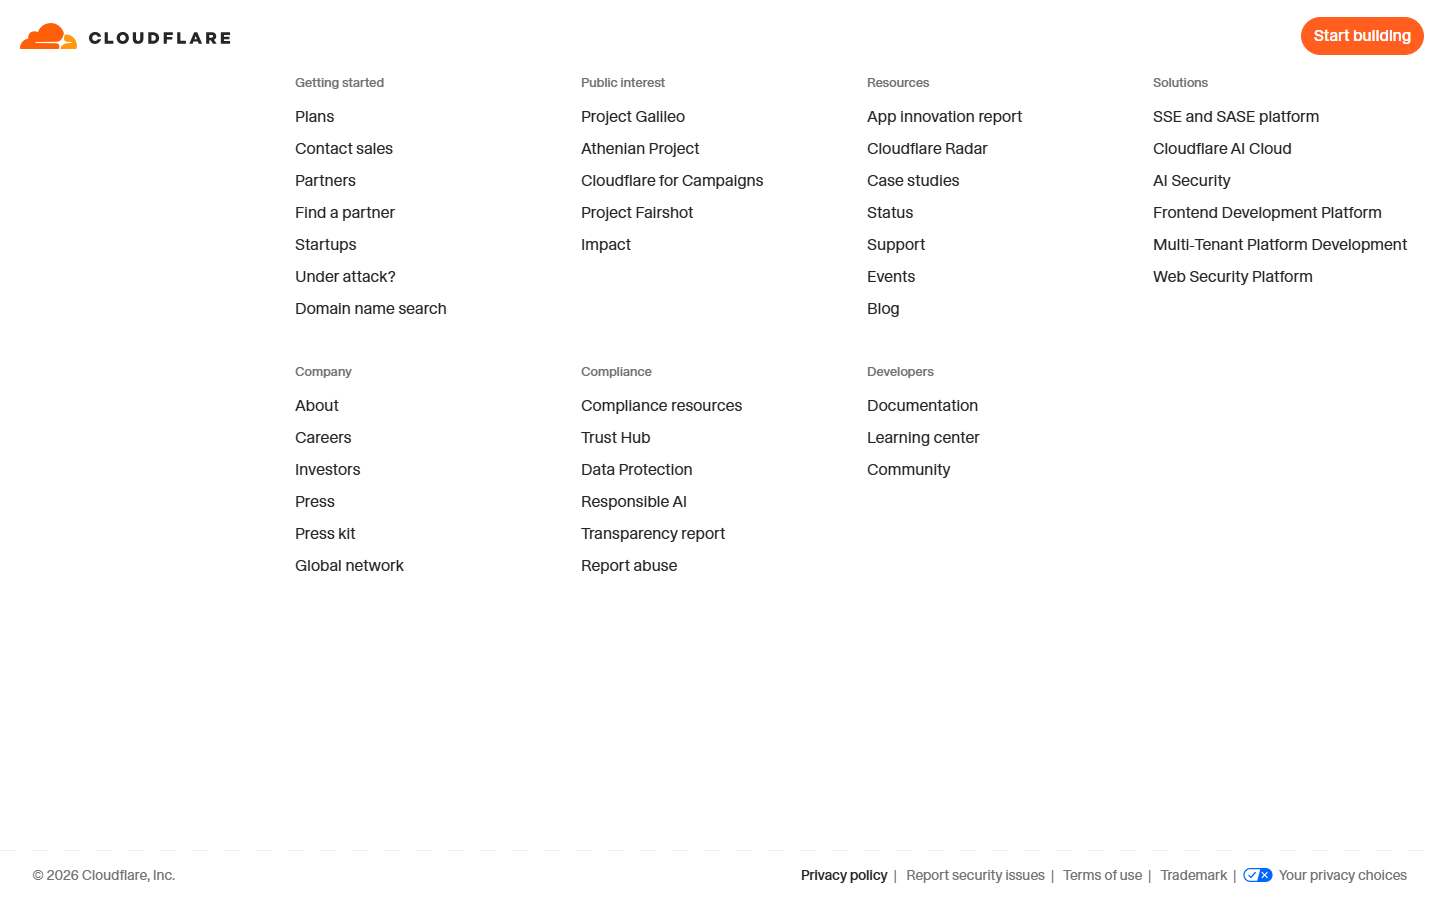 CLOUDFLARE
Start building
Getting started
Plans
Contact sales
Partners
Find a partner
Startups
Under attack?
Domain name search
Public interest
Project Galileo
Athenian Project
Cloudflare for Campaigns
Project Fairshot
Impact
Resources
App innovation report
Cloudflare Radar
Case studies
Status
Support
Events
Blog
Solutions
SSE and SASE platform
Cloudflare AI Cloud
AI Security
Frontend Development Platform
Multi-Tenant Platform Development
Web Security Platform
Company
About
Careers
Investors
Press
Press kit
Global network
Compliance
Compliance resources
Trust Hub
Data Protection
Responsible AI
Transparency report
Report abuse
Developers
Documentation
Learning center
Community
© 2026 Cloudflare, Inc.
Privacy policy | Report security issues | Terms of use | Trademark | Your privacy choices